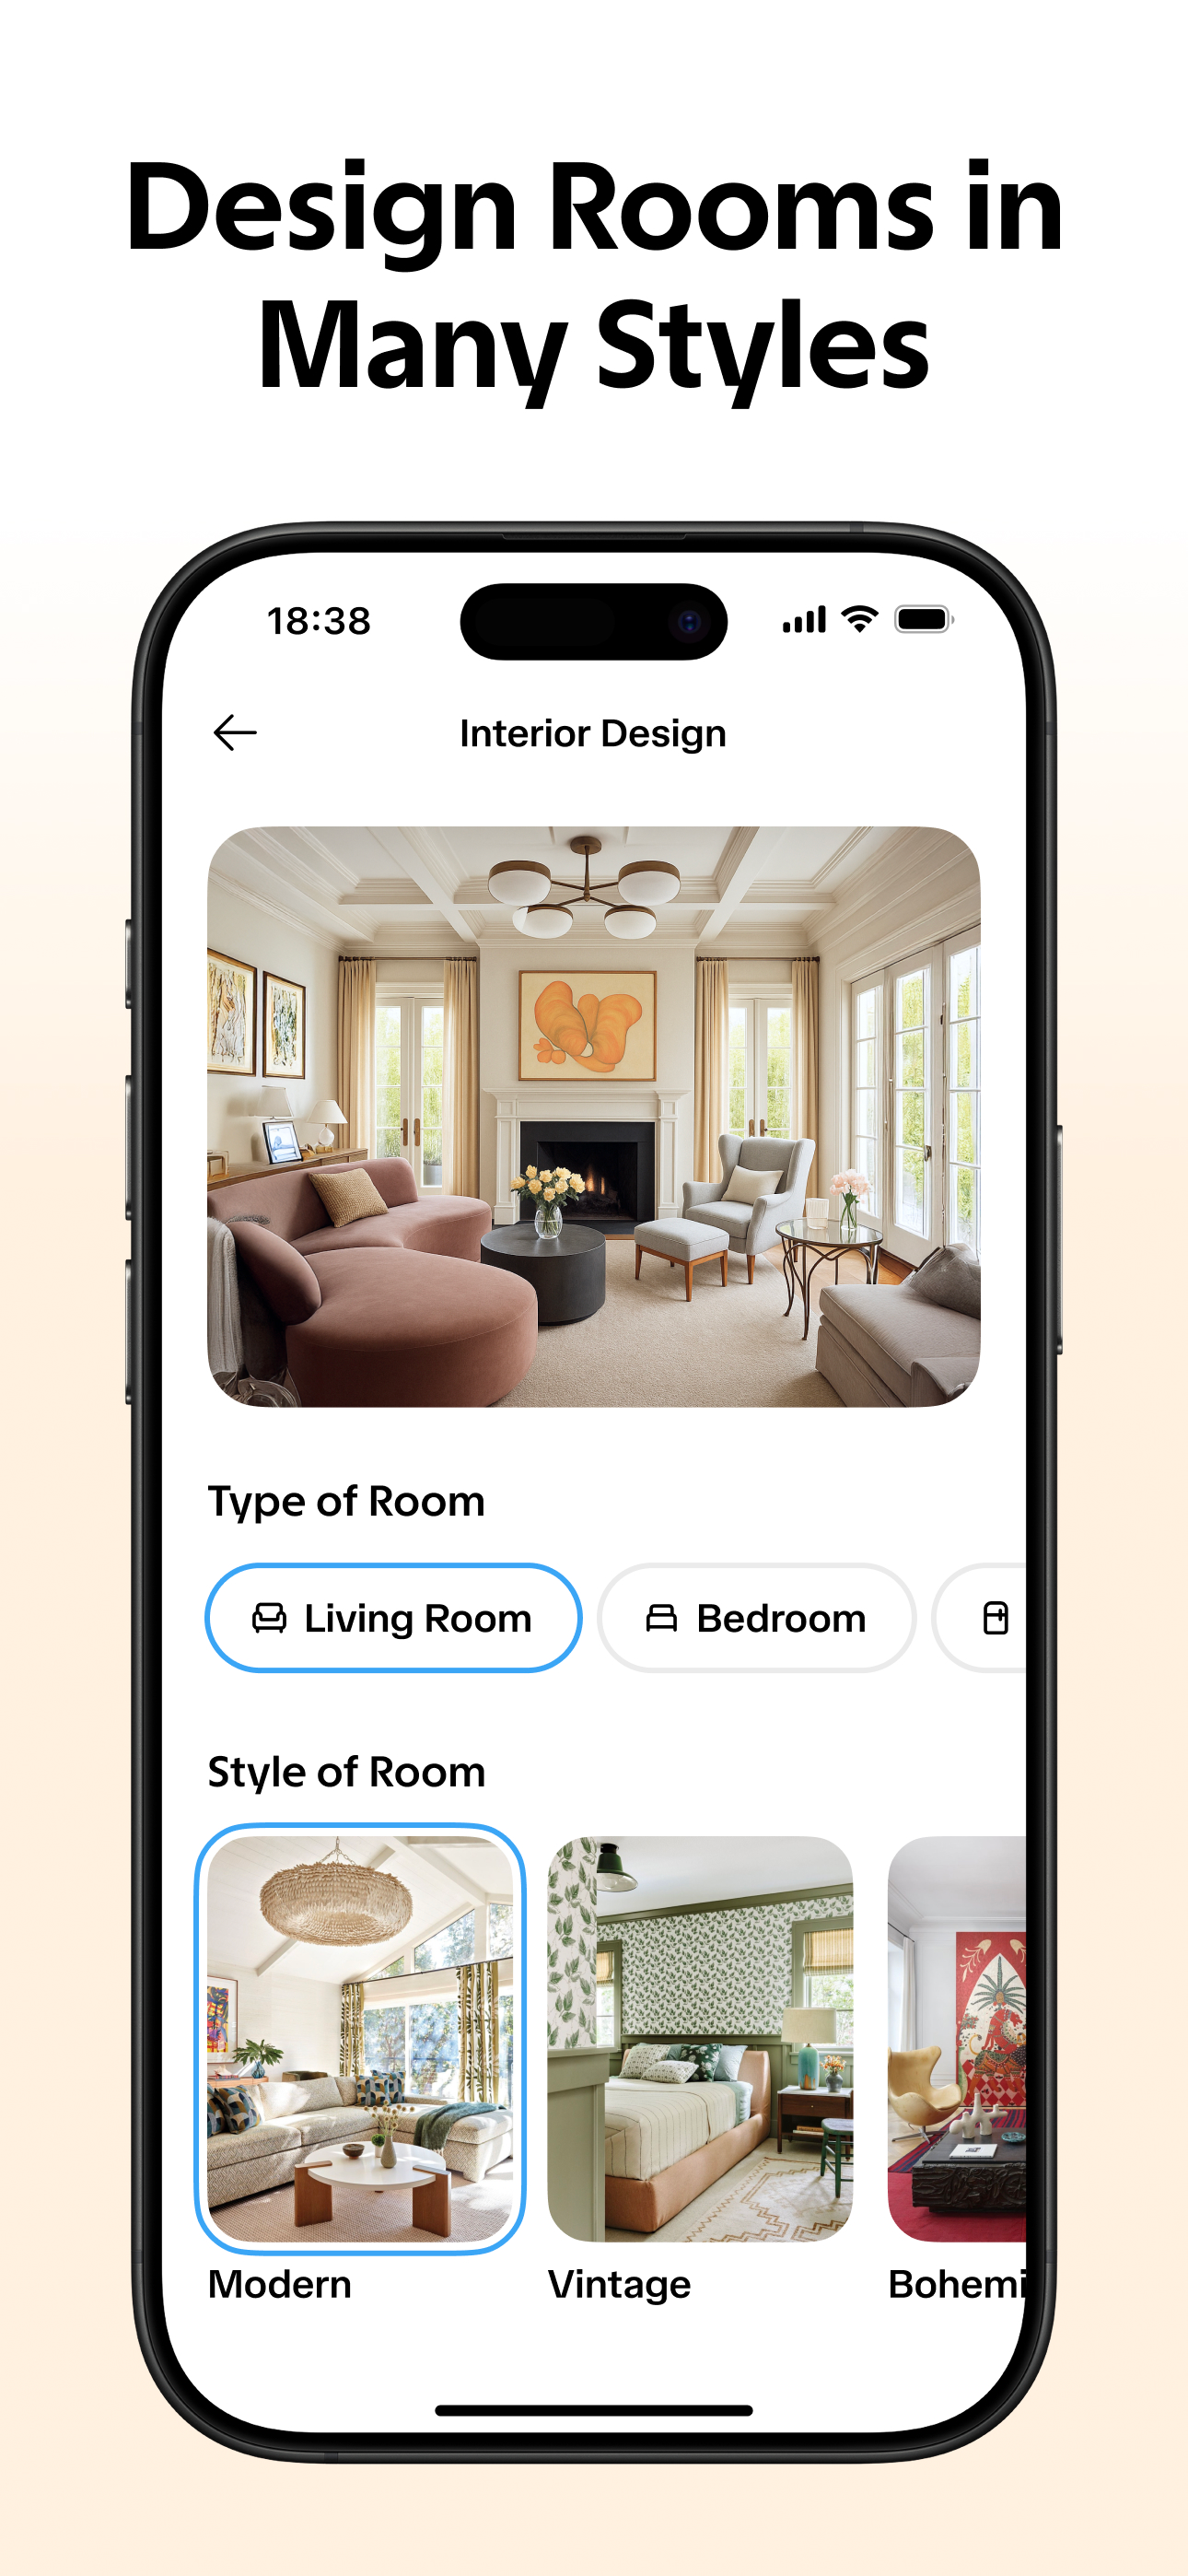 Design Rooms in
Many Styles
18:38
Interior Design
Type of Room
Living Room
Bedroom
Style of Room
Modern
Vintage
Bohemi